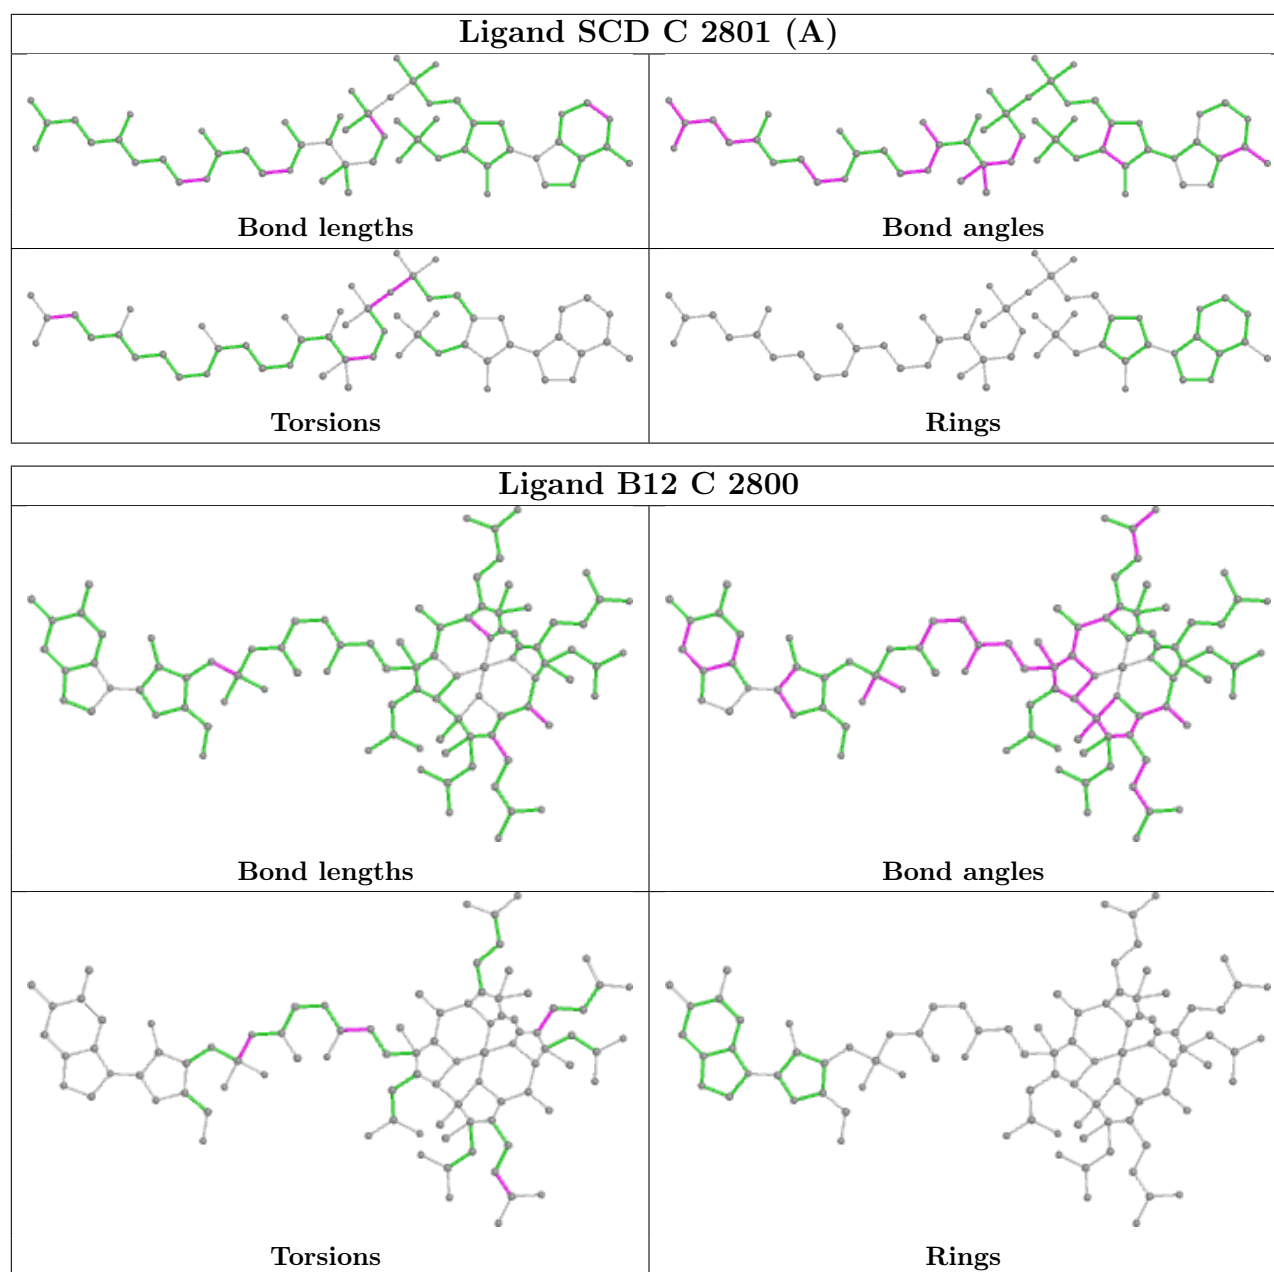 Ligand SCD C 2801 (A)
Bond lengths
Bond angles
Torsions
Rings
Ligand B12 C 2800
Bond lengths
Bond angles
Torsions
Rings